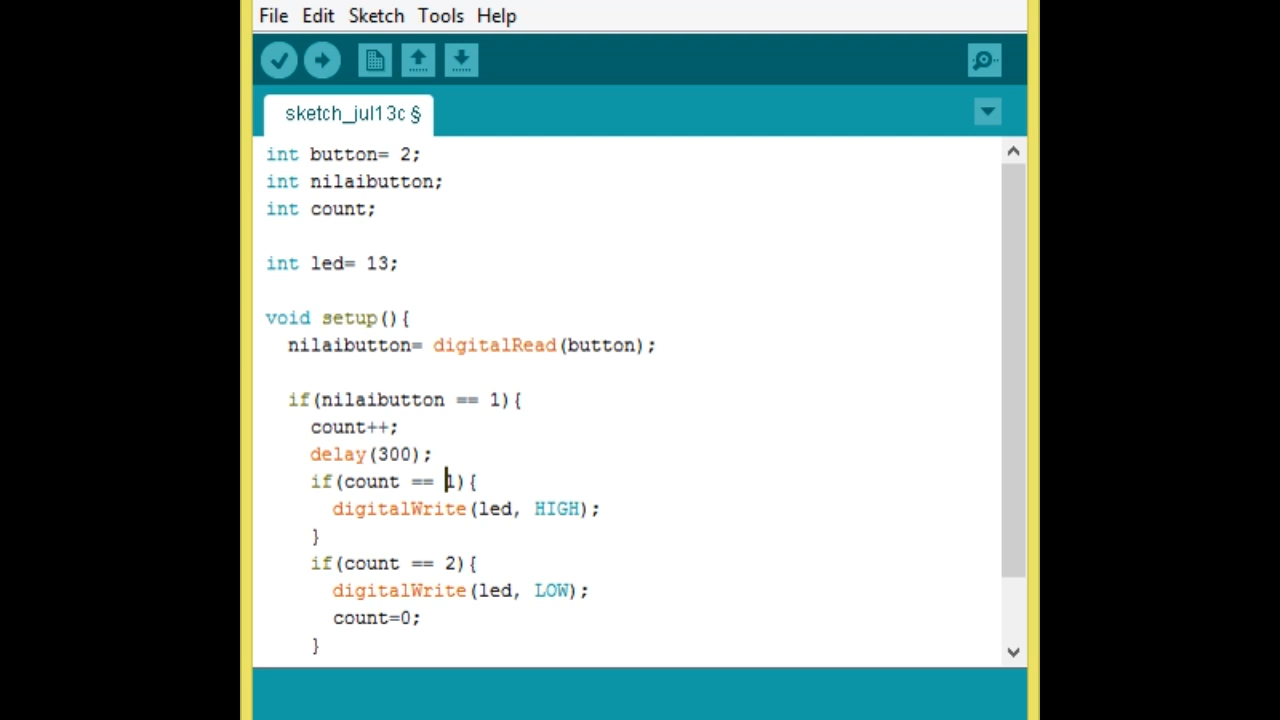 File Edit Sketch Tools Help
sketch_jul13c §
int button= 2;
int nilaibutton;
int count;
int led= 13;
void setup(){
nilaibutton= digitalRead(button);
if(nilaibutton == 1){
count++;
delay(300);
if(count == 1){
digitalWrite(led, HIGH);
}
if(count == 2){
digitalWrite(led, LOW);
count=0;
}